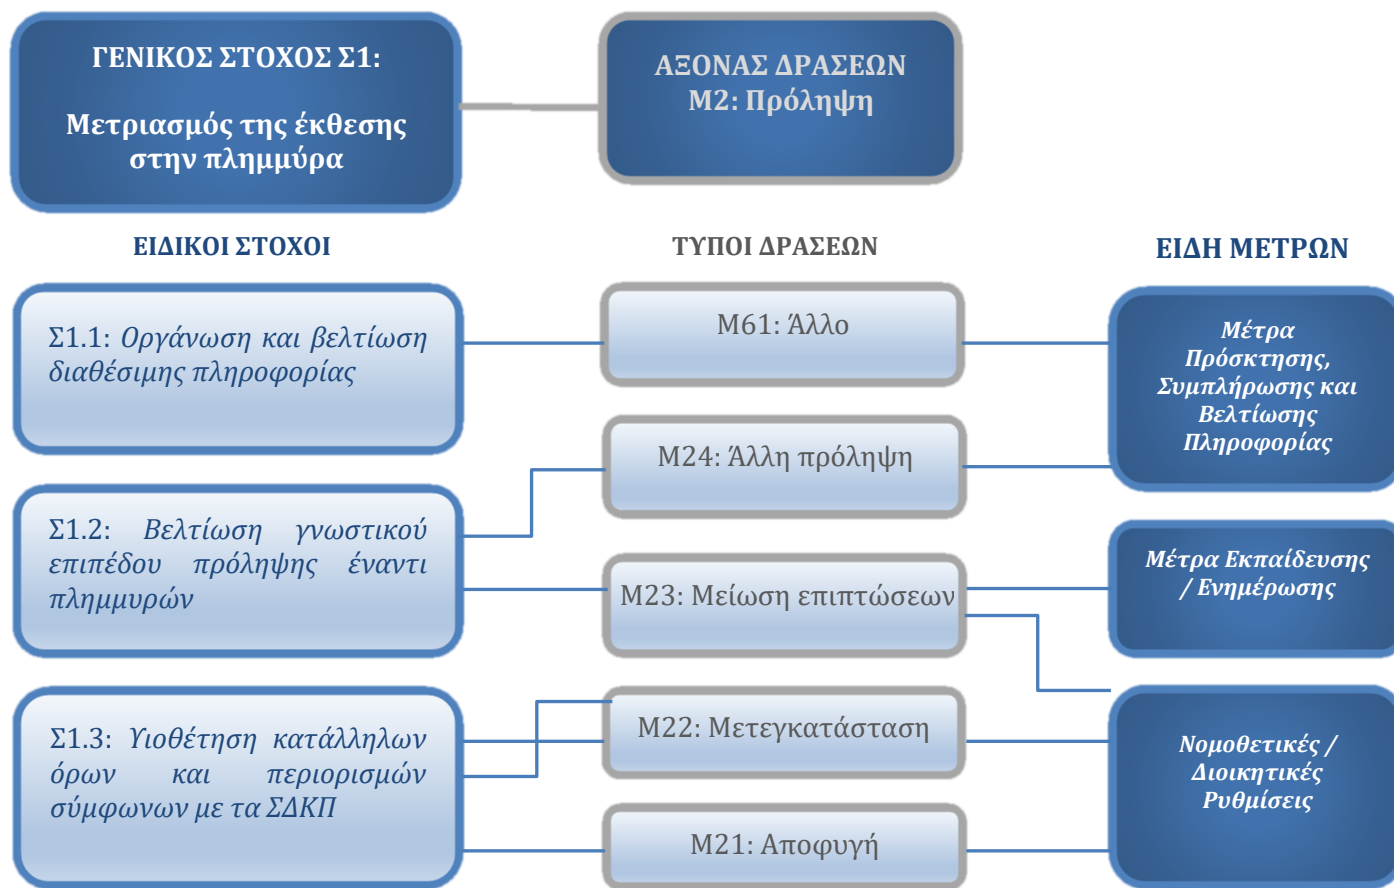 ΓΕΝΙΚΟΣ ΣΤΟΧΟΣ Σ1:
Μετριασμός της έκθεσης
στην πλημμύρα
ΑΞΟΝΑΣ ΔΡΑΣΕΩΝ
Μ2: Πρόληψη
ΕΙΔΙΚΟΙ ΣΤΟΧΟΙ
ΤΥΠΟΙ ΔΡΑΣΕΩΝ
ΕΙΔΗ ΜΕΤΡΩΝ
Σ1.1: Οργάνωση και βελτίωση
διαθέσιμης πληροφορίας
Σ1.2: Βελτίωση γνωστικού
επιπέδου πρόληψης έναντι
πλημμυρών
Σ1.3: Υιοθέτηση κατάλληλων
όρων και περιορισμών
σύμφωνων με τα ΣΔΚΠ
Μ61: Άλλο
Μ24: Άλλη πρόληψη
Μ23: Μείωση επιπτώσεων
Μ22: Μετεγκατάσταση
Μ21: Αποφυγή
Μέτρα
Πρόσκτησης,
Συμπλήρωσης και
Βελτίωσης
Πληροφορίας
Μέτρα Εκπαίδευσης
/ Ενημέρωσης
Νομοθετικές /
Διοικητικές
Ρυθμίσεις